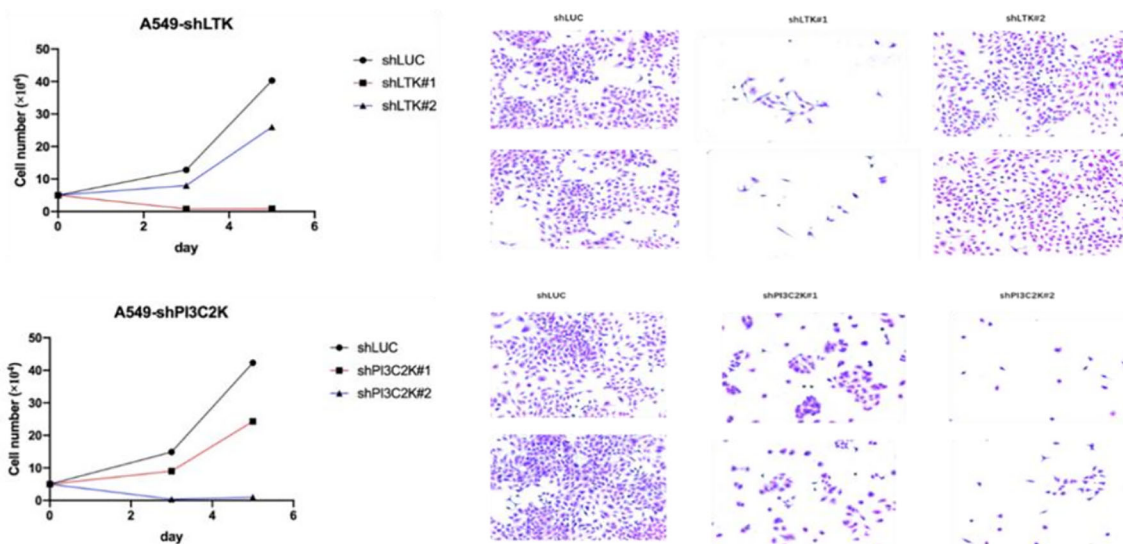 A549-shLTK
Cell number (×10⁴)
50
40
30
20
10
0
0 2 4 6
day
shLUC
shLTK#1
shLTK#2
shLUC shLTK#1 shLTK#2
A549-shPI3C2K
Cell number (×10⁴)
50
40
30
20
10
0
0 2 4 6
day
shLUC
shPI3C2K#1
shPI3C2K#2
shLUC shPI3C2K#1 shPI3C2K#2